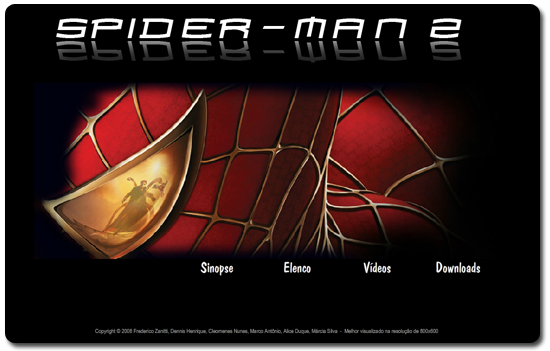 SPIDER-MAN 2
Sinopse Elenco Vídeos Downloads
Copyright © 2008 Frederico Zanitti, Dennis Henrique, Cleomenes Nunes, Marco Antônio, Alice Duque, Márcia Silva - Melhor visualizado na resolução de 800x600